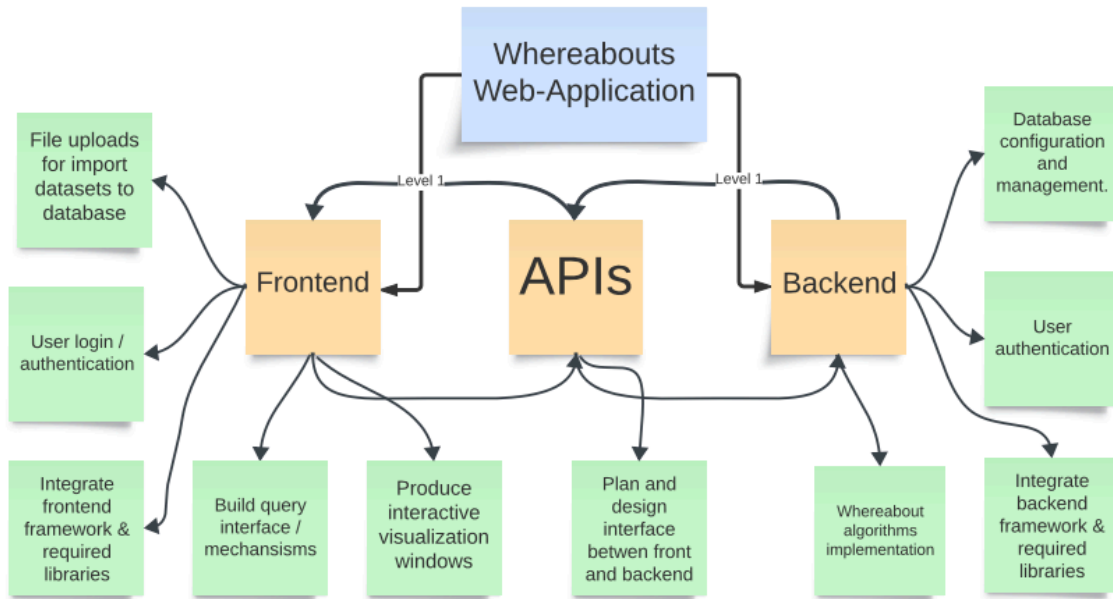 Whereabouts
Web-Application
File uploads
for import
datasets to
database
Database
configuration
and
management.
Level 1
Level 1
Frontend
APIs
Backend
User login /
authentication
User
authentication
Integrate
frontend
framework &
required
libraries
Build query
interface /
mechansisms
Produce
interactive
visualization
windows
Plan and
design
interface
betwen front
and backend
Whereabout
algorithms
implementation
Integrate
backend
framework &
required
libraries